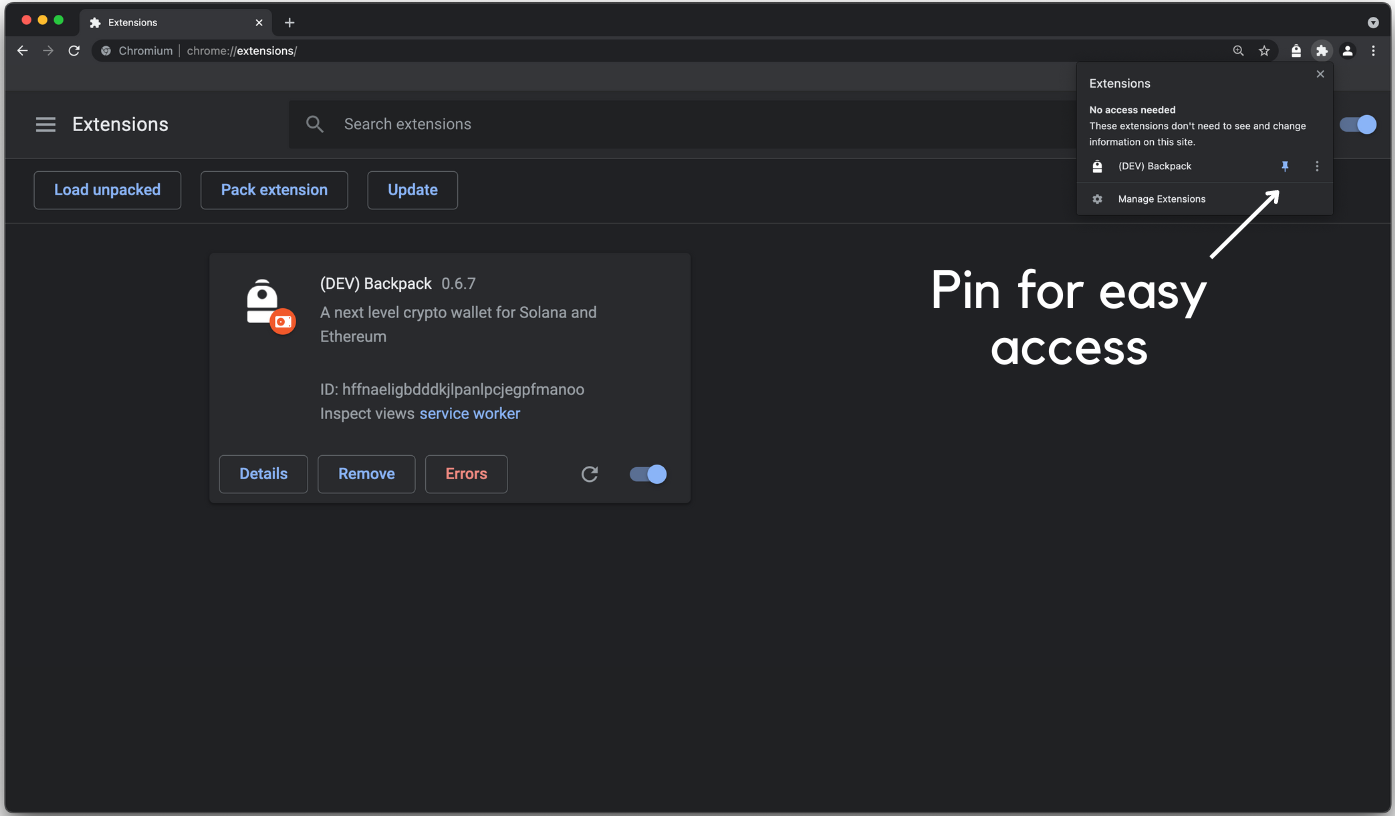 Extensions
Chromium | chrome://extensions/
Extensions
Search extensions
Load unpacked
Pack extension
Update
Extensions
No access needed
These extensions don't need to see and change
information on this site.
(DEV) Backpack
Manage Extensions
Pin for easy
access
(DEV) Backpack 0.6.7
A next level crypto wallet for Solana and
Ethereum
ID: hffnaeligbdddkjlpanlpcjegpfmanoo
Inspect views service worker
Details
Remove
Errors